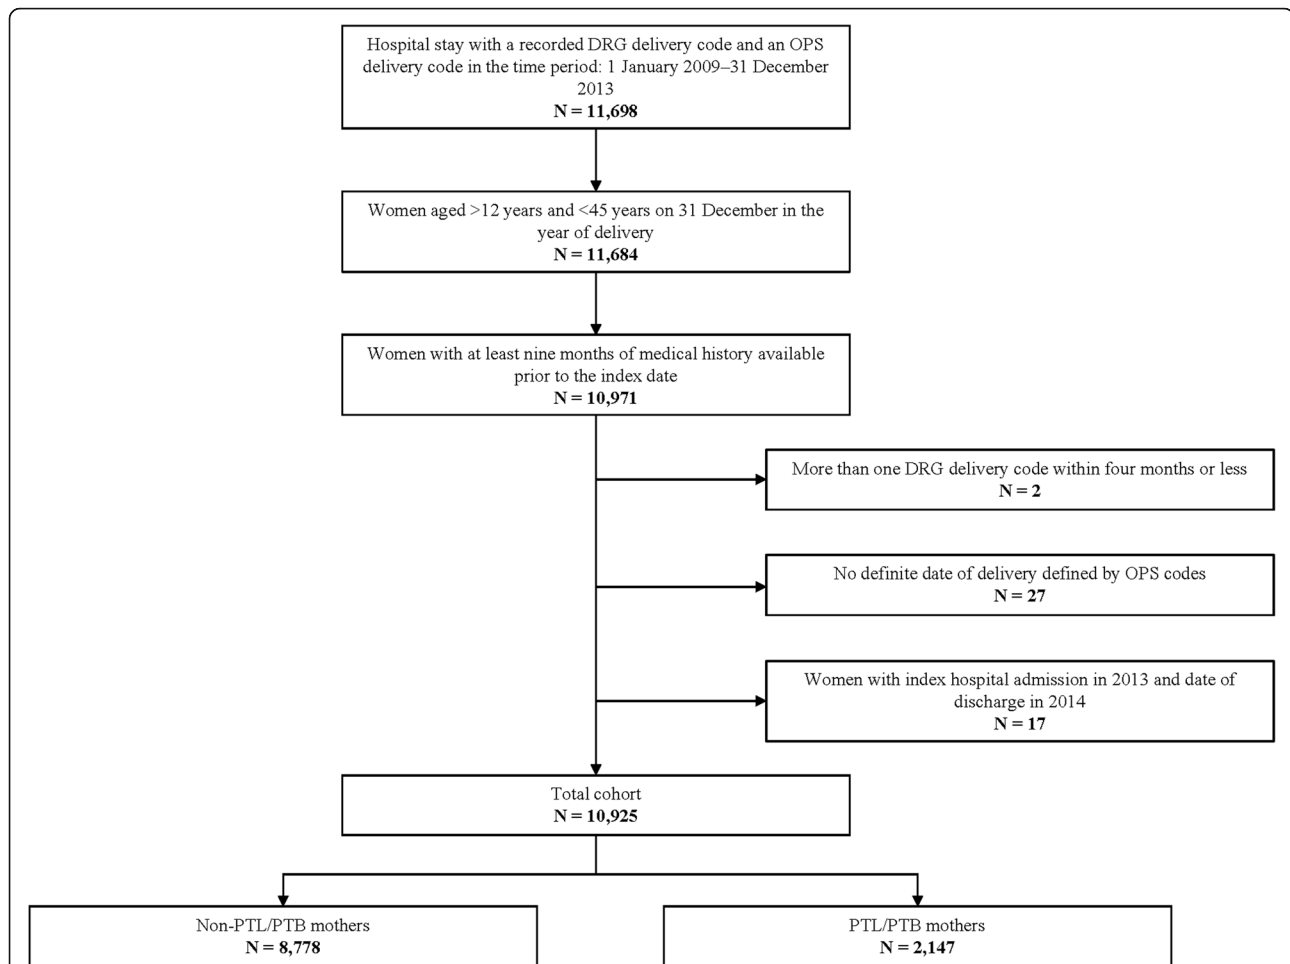 Hospital stay with a recorded DRG delivery code and an OPS
delivery code in the time period: 1 January 2009–31 December
2013
N = 11,698
Women aged >12 years and <45 years on 31 December in the
year of delivery
N = 11,684
Women with at least nine months of medical history available
prior to the index date
N = 10,971
More than one DRG delivery code within four months or less
N = 2
No definite date of delivery defined by OPS codes
N = 27
Women with index hospital admission in 2013 and date of
discharge in 2014
N = 17
Total cohort
N = 10,925
Non-PTL/PTB mothers
N = 8,778
PTL/PTB mothers
N = 2,147